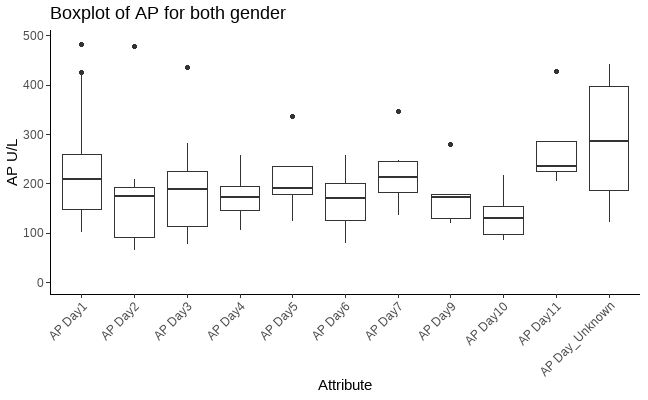 Boxplot of AP for both gender
AP U/L
500
400
300
200
100
0
AP Day1
AP Day2
AP Day3
AP Day4
AP Day5
AP Day6
AP Day7
AP Day9
AP Day10
AP Day11
AP Day_Unknown
Attribute